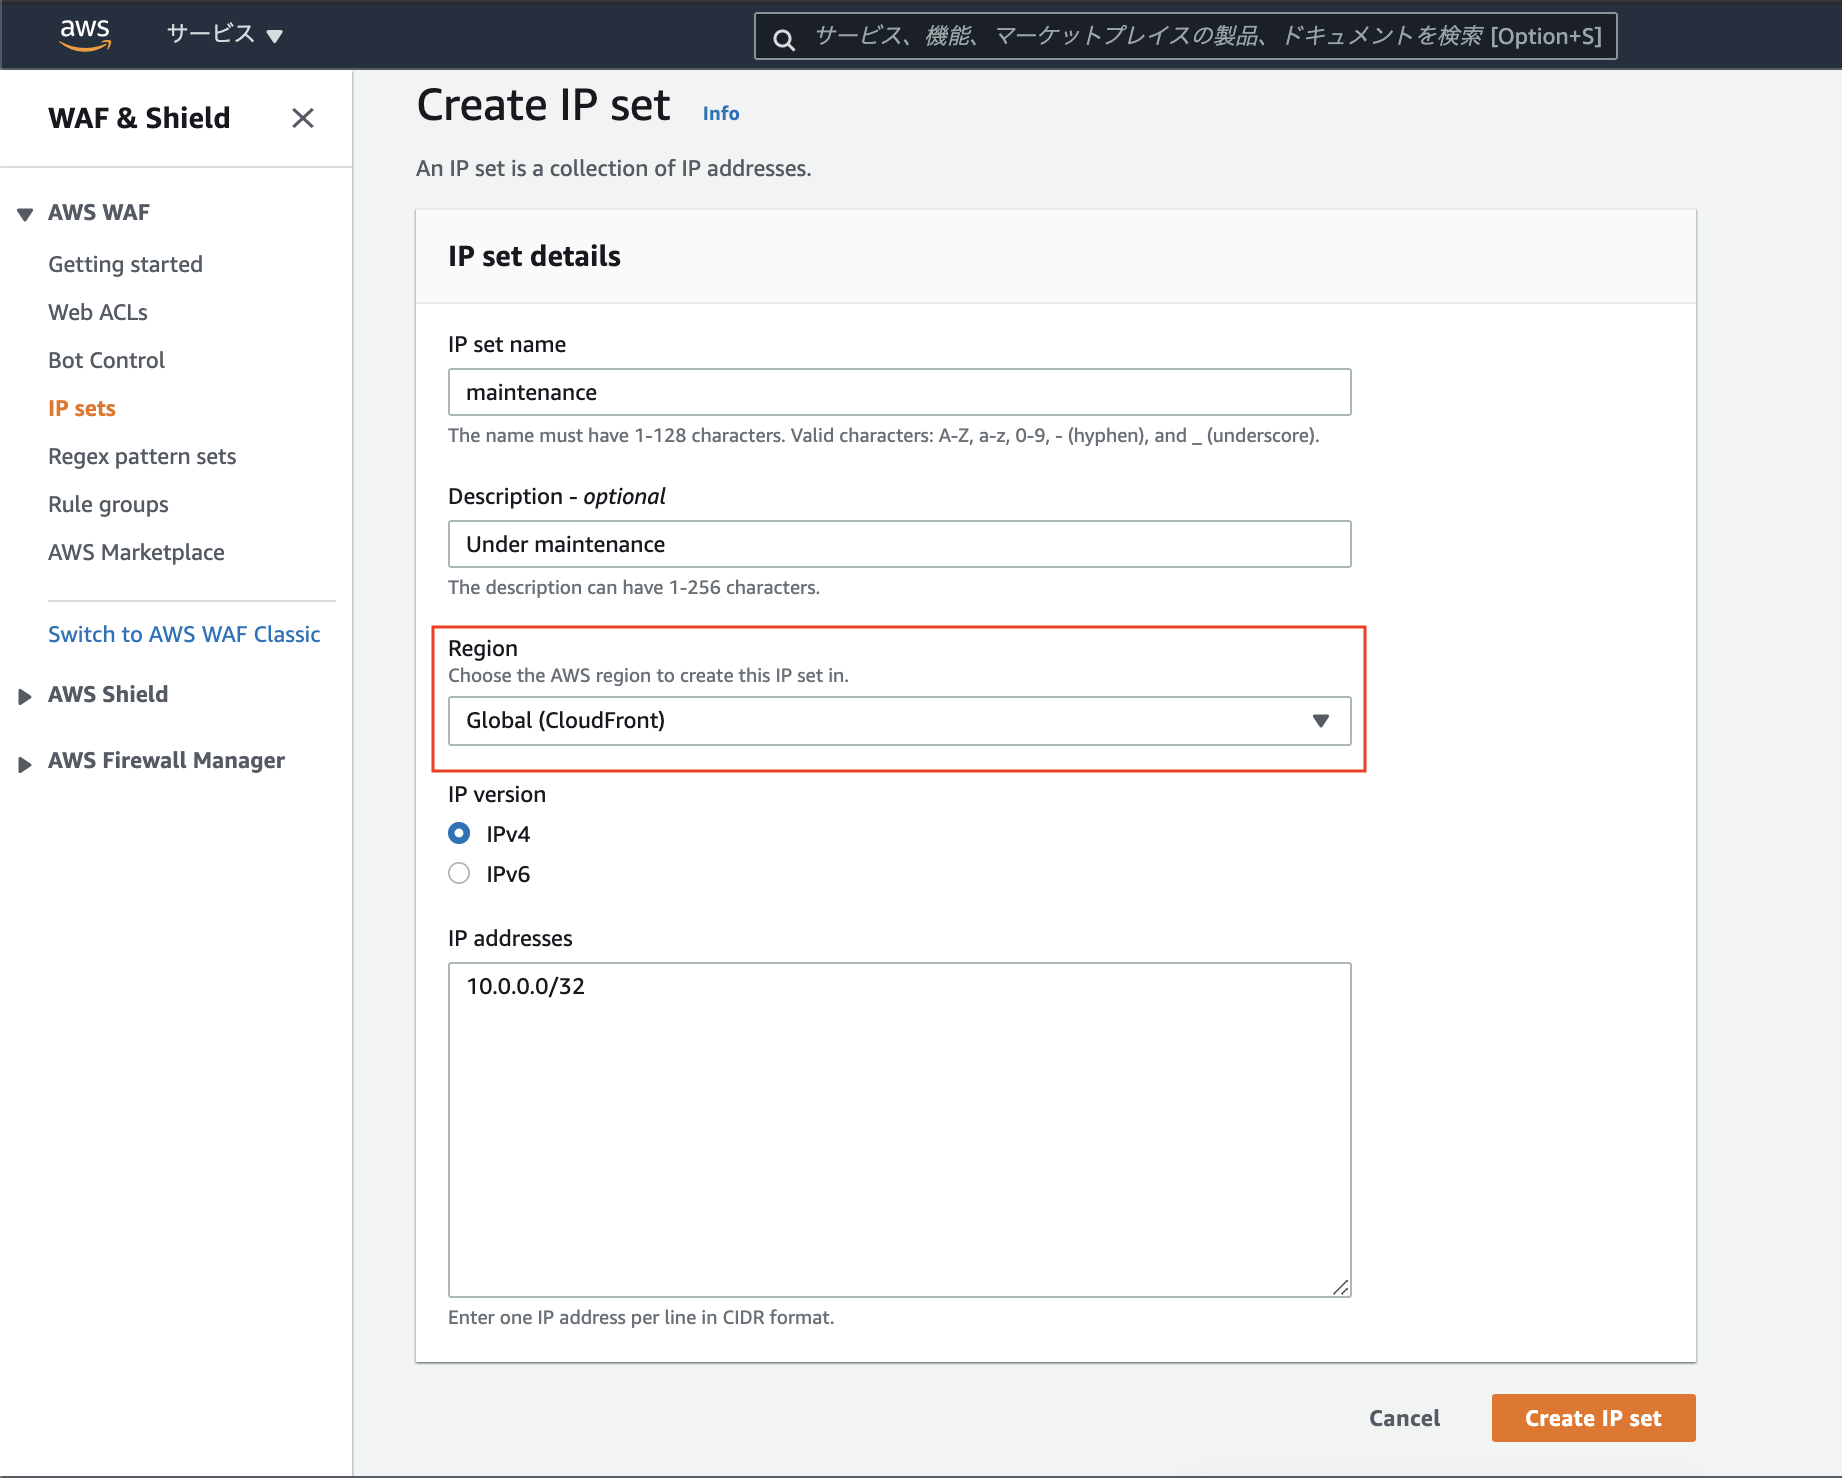 aws
サービス
サービス、機能、マーケットプレイスの製品、ドキュメントを検索 [Option+S]
WAF & Shield
AWS WAF
Getting started
Web ACLs
Bot Control
IP sets
Regex pattern sets
Rule groups
AWS Marketplace
Switch to AWS WAF Classic
AWS Shield
AWS Firewall Manager
Create IP set Info
An IP set is a collection of IP addresses.
IP set details
IP set name
maintenance
The name must have 1-128 characters. Valid characters: A-Z, a-z, 0-9, - (hyphen), and _ (underscore).
Description - optional
Under maintenance
The description can have 1-256 characters.
Region
Choose the AWS region to create this IP set in.
Global (CloudFront)
IP version
IPv4
IPv6
IP addresses
10.0.0.0/32
Enter one IP address per line in CIDR format.
Cancel
Create IP set